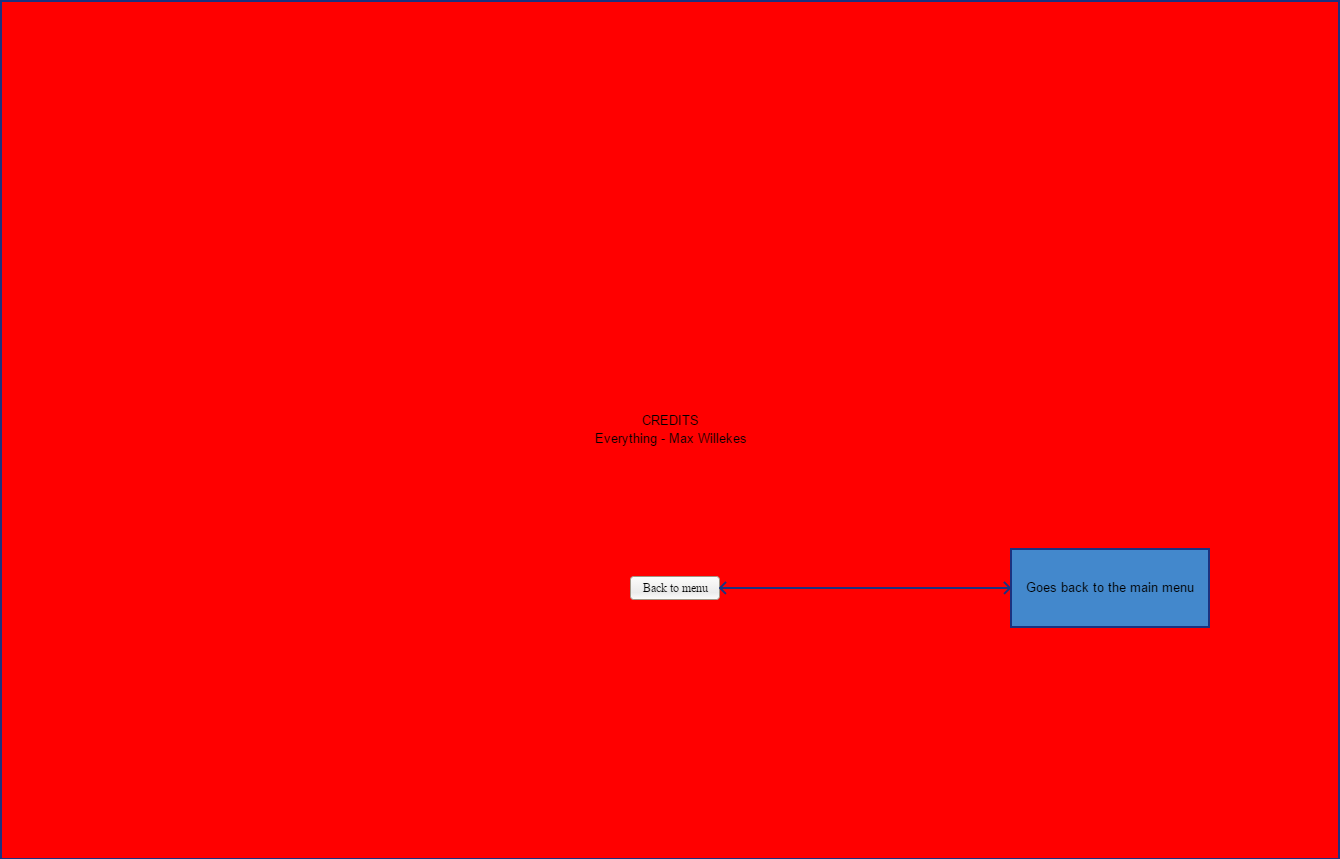 CREDITS
Everything - Max Willekes
Back to menu
Goes back to the main menu